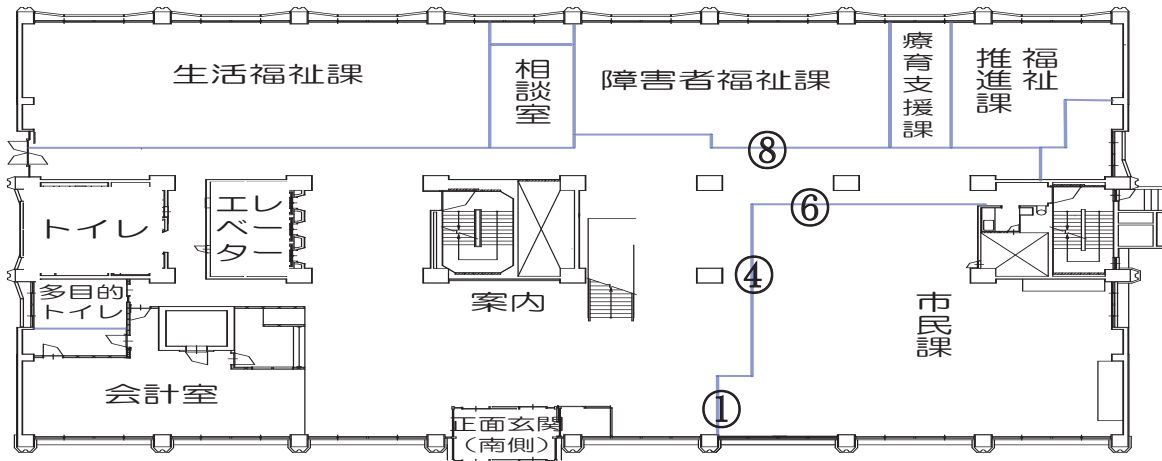 生活福祉課
相談室
障害者福祉課
療育支援課
福祉
推進課
⑧
⑥
④
①
トイレ
エレ
ベー
ター
多目的
トイレ
案内
市民課
会計室
正面玄関
（南側）